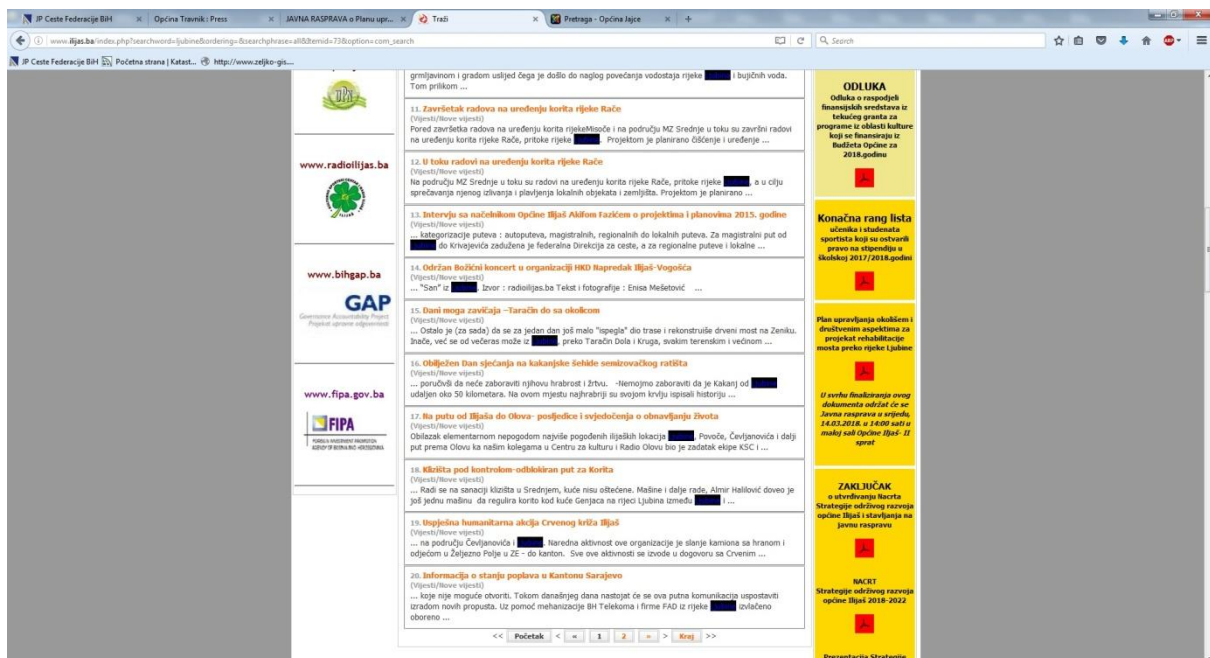 JP Ceste Federacije BiH
Općina Travnik: Press
JAVNA RASPRAVA o Planu upr...
Traži
Pretraga - Općina Jajce
www.ilijas.ba/index.php?searchword=ljubine&ordering=&searchphrase=all&Itemid=73&option=com_search
Search
JP Ceste Federacije BiH
Početna strana | Katast...
http://www.zeljko-gis....
www.radioilijas.ba
www.bihgap.ba
GAP
Governance Accountability Project
Projekat upravne odgovornosti
www.fipa.gov.ba
FIPA
FOREIGN INVESTMENT PROMOTION
AGENCY OF BOSNIA AND HERZEGOVINA
grmljavinom i gradom uslijed čega je došlo do naglog povećanja vodostaja rijeke i bujičnih voda.
Tom prilikom ...
11. Završetak radova na uređenju korita rijeke Rače
(Vijesti/Nove vijesti)
Pored završetka radova na uređenju korita rijekeMisoče i na području MZ Srednje u toku su završni radovi
na uređenju korita rijeke Rače, pritoke rijeke . Projektom je planirano čišćenje i uređenje ...
12. U toku radovi na uređenju korita rijeke Rače
(Vijesti/Nove vijesti)
Na području MZ Srednje u toku su radovi na uređenju korita rijeke Rače, pritoke rijeke , a u cilju
sprečavanja njenog izlivanja i plavljenja lokalnih objekata i zemljišta. Projektom je planirano ...
13. Intervju sa načelnikom Općine Ilijaš Akifom Fazićem o projektima i planovima 2015. godine
(Vijesti/Nove vijesti)
... kategorizacije puteva : autoputeva, magistralnih, regionalnih do lokalnih puteva. Za magistralni put od
do Krivajevića zadužena je federalna Direkcija za ceste, a za regionalne puteve i lokalne ...
14. Održan Božićni koncert u organizaciji HKD Napredak Ilijaš-Vogošća
(Vijesti/Nove vijesti)
... "San" iz . Izvor : radioilijas.ba Tekst i fotografije : Enisa Mešetović ...
15. Dani moga zavičaja –Taračin do sa okolicom
(Vijesti/Nove vijesti)
... Ostalo je (za sada) da se za jedan dan još malo "ispegla" dio trase i rekonstruiše drveni most na Zeniku.
Inače, već se od večeras može iz , preko Taračin Dola i Kruga, svakim terenskim i većinom ...
16. Obilježen Dan sjećanja na kakanjske šehide semizovačkog ratišta
(Vijesti/Nove vijesti)
... poručivši da neće zaboraviti njihovu hrabrost i žrtvu. -Nemojmo zaboraviti da je Kakanj od
udaljen oko 50 kilometara. Na ovom mjestu najhrabriji su svojom krvlju ispisali historiju ...
17. Na putu od Ilijaša do Olova- posljedice i svjedočenja o obnavljanju života
(Vijesti/Nove vijesti)
Obilazak elementarnom nepogodom najviše pogođenih ilijaških lokacija , Povoče, Čevljanovića i dalji
put prema Olovu ka našim kolegama u Centru za kulturu i Radio Olovu bio je zadatak ekipe KSC i ...
18. Klizišta pod kontrolom-odblokiran put za Korita
(Vijesti/Nove vijesti)
... Radi se na sanaciji klizišta u Srednjem, kuće nisu oštećene. Mašine i dalje rade, Almir Halilović doveo je
još jednu mašinu da regulira korito kod kuće Genjaca na rijeci Ljubina između i ...
19. Uspješna humanitarna akcija Crvenog križa Ilijaš
(Vijesti/Nove vijesti)
... na području Čevljanovića i . Naredna aktivnost ove organizacije je slanje kamiona sa hranom i
odjećom u Željezno Polje u ZE - do kanton. Sve ove aktivnosti se izvode u dogovoru sa Crvenim ...
20. Informacija o stanju poplava u Kantonu Sarajevo
(Vijesti/Nove vijesti)
... koje nije moguće otvoriti. Tokom današnjeg dana nastojat će se ova putna komunikacija uspostaviti
izradom novih propusta. Uz pomoć mehanizacije BH Telekoma i firme FAD iz rijeke izvlačeno
oboreno ...
<< Početak < « 1 2 » > Kraj >>
ODLUKA
Odluka o raspodjeli
finansijskih sredstava iz
tekućeg granta za
programe iz oblasti kulture
koji se finansiraju iz
Budžeta Općine za
2018.godinu
Konačna rang lista
učenika i studenata
sportista koji su ostvarili
pravo na stipendiju u
školskoj 2017/2018.godini
Plan upravljanja okolišem i
društvenim aspektima za
projekat rehabilitacije
mosta preko rijeke Ljubine
U svrhu finaliziranja ovog
dokumenta održat će se
Javna rasprava u srijedu,
14.03.2018. u 14:00 sati u
maloj sali Općine Ilijaš- II
sprat
ZAKLJUČAK
o utvrđivanju Nacrta
Strategije održivog razvoja
općine Ilijaš i stavljanja na
javnu raspravu
NACRT
Strategije održivog razvoja
općine Ilijaš 2018-2022
Prezentacija Strategije